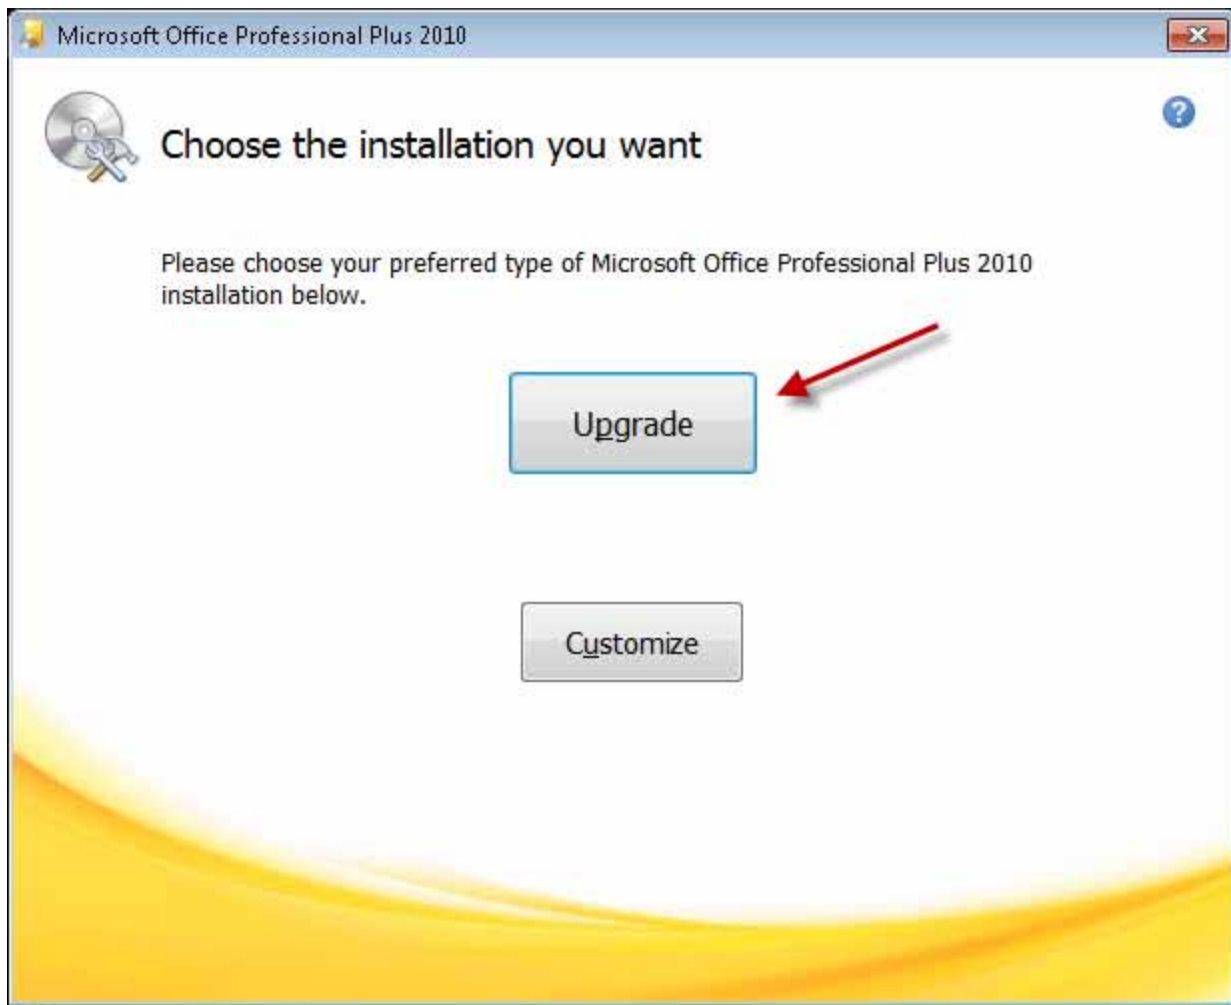 Microsoft Office Professional Plus 2010
Choose the installation you want
Please choose your preferred type of Microsoft Office Professional Plus 2010
installation below.
Upgrade
Customize